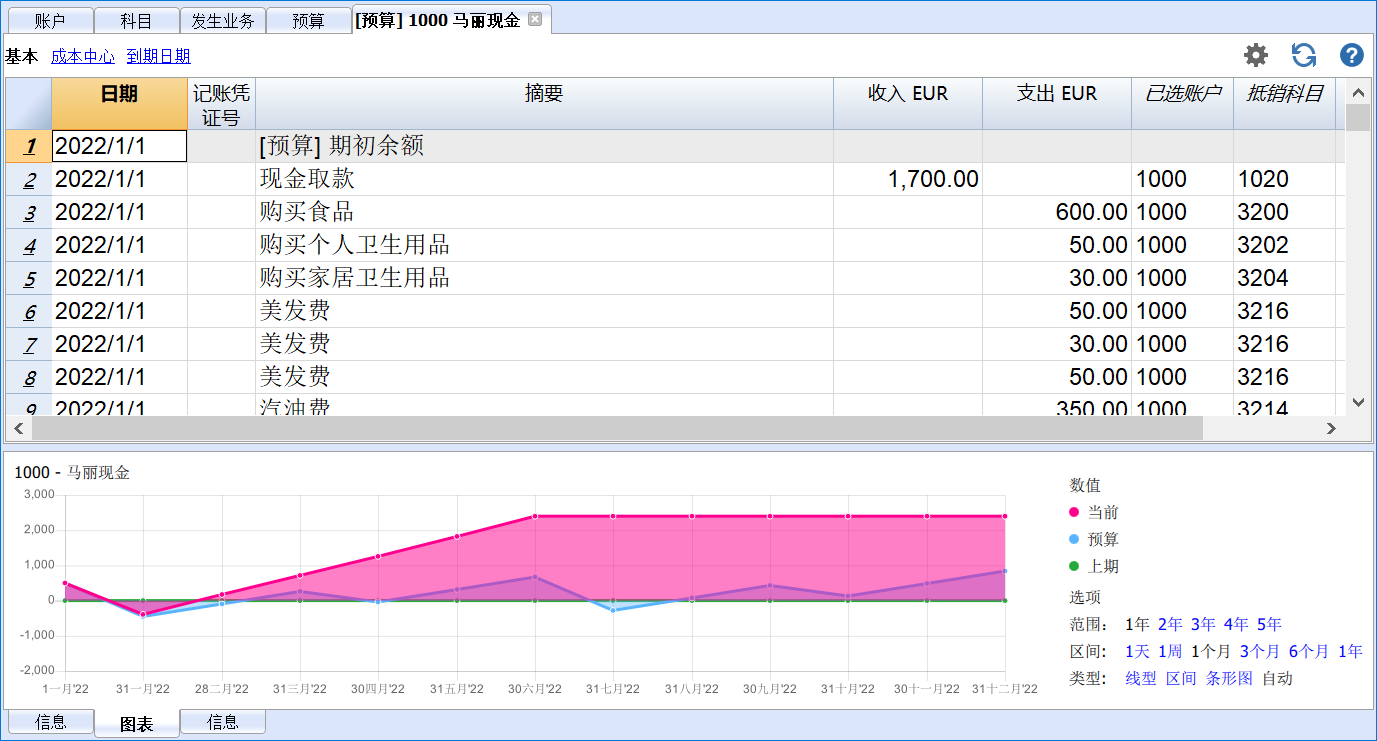 账户 科目 发生业务 预算 [预算] 1000 马丽现金
基本 成本中心 到期日期
日期 记账凭证号 摘要 收入 EUR 支出 EUR 已选账户 抵销科目
1 2022/1/1 [预算] 期初余额
2 2022/1/1 现金取款 1,700.00 1000 1020
3 2022/1/1 购买食品 600.00 1000 3200
4 2022/1/1 购买个人卫生用品 50.00 1000 3202
5 2022/1/1 购买家居卫生用品 30.00 1000 3204
6 2022/1/1 美发费 50.00 1000 3216
7 2022/1/1 美发费 30.00 1000 3216
8 2022/1/1 美发费 50.00 1000 3216
9 2022/1/1 汽油费 350.00 1000 3214
1000 - 马丽现金
3,000
2,000
1,000
0
-1,000
-2,000
1一月'22 31一月'22 28二月'22 31三月'22 30四月'22 31五月'22 30六月'22 31七月'22 31八月'22 30九月'22 31十月'22 30十一月'22 31十二月'22
数值
当前
预算
上期
选项
范围： 1年 2年 3年 4年 5年
区间： 1天 1周 1个月 3个月 6个月 1年
类型: 线型 区间 条形图 自动
信息 图表 信息